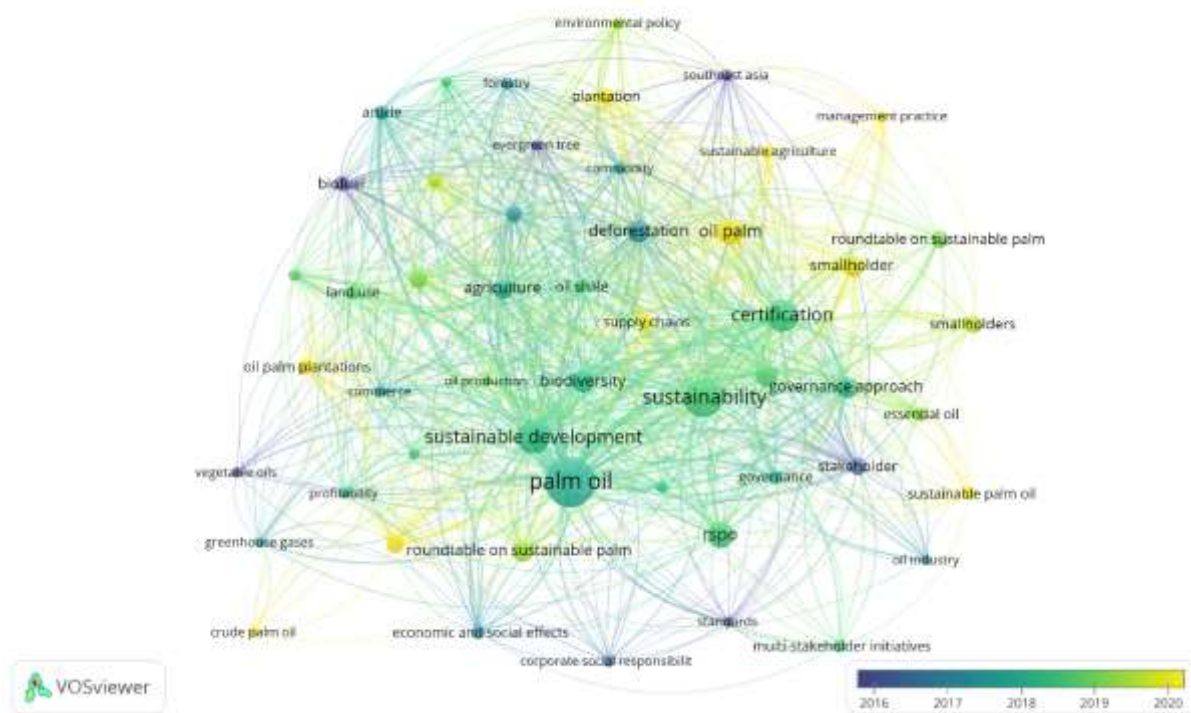 environmental policy
southeast asia
forestry
plantation
article
management practice
evergreen tree
sustainable agriculture
commodity
biofuel
deforestation
oil palm
roundtable on sustainable palm
smallholder
agriculture
oil shale
land use
certification
supply chains
smallholders
oil palm plantations
oil production
biodiversity
commerce
governance approach
sustainability
essential oil
sustainable development
stakeholder
vegetable oils
palm oil
governance
profitability
sustainable palm oil
rspo
greenhouse gases
roundtable on sustainable palm
oil industry
standards
crude palm oil
economic and social effects
multi-stakeholder initiatives
corporate social responsibilit
VOSviewer
2016 2017 2018 2019 2020